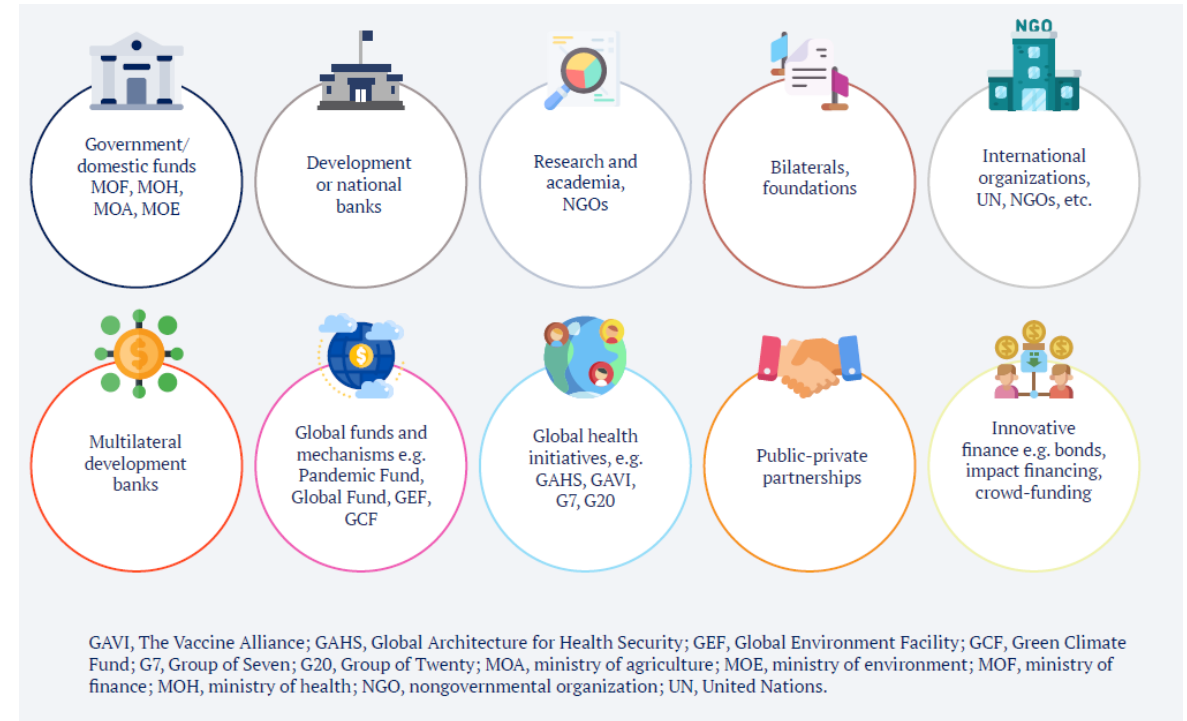 NGO
Government/
domestic funds
MOF, MOH,
MOA, MOE
Development
or national
banks
Research and
academia,
NGOs
Bilaterals,
foundations
International
organizations,
UN, NGOs, etc.
Multilateral
development
banks
Global funds and
mechanisms e.g.
Pandemic Fund,
Global Fund, GEF,
GCF
Global health
initiatives, e.g.
GAHS, GAVI,
G7, G20
Public-private
partnerships
Innovative
finance e.g. bonds,
impact financing,
crowd-funding
GAVI, The Vaccine Alliance; GAHS, Global Architecture for Health Security; GEF, Global Environment Facility; GCF, Green Climate
Fund; G7, Group of Seven; G20, Group of Twenty; MOA, ministry of agriculture; MOE, ministry of environment; MOF, ministry of
finance; MOH, ministry of health; NGO, nongovernmental organization; UN, United Nations.